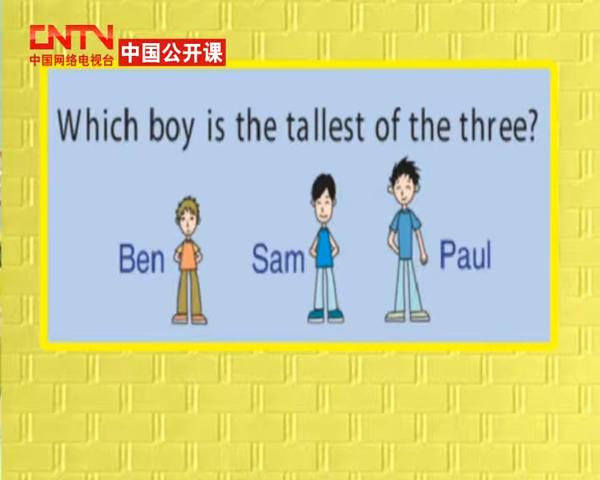 CNTV
中国网络电视台
中国公开课
Which boy is the tallest of the three?
Ben
Sam
Paul